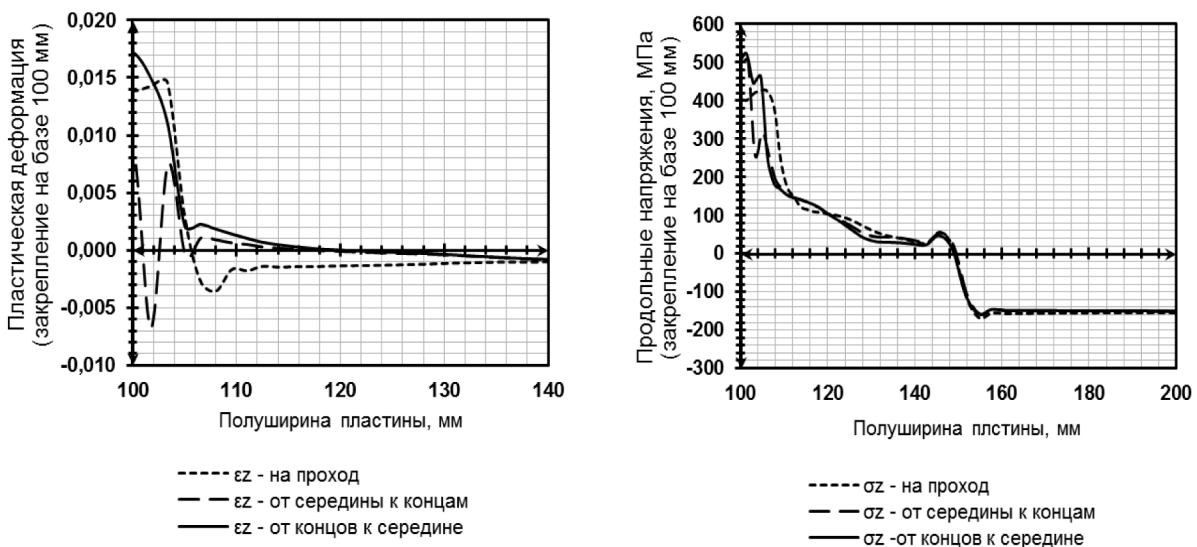 Пластическая деформация
(закрепление на базе 100 мм)
0,020
0,015
0,010
0,005
0,000
-0,005
-0,010
100
110
120
130
140
Полуширина пластины, мм
εz - на проход
εz - от середины к концам
εz - от концов к середине
Продольные напряжения, МПа
(закрепление на базе 100 мм)
600
500
400
300
200
100
0
-100
-200
-300
100
120
140
160
180
200
Полуширина плстины, мм
σz - на проход
σz - от середины к концам
σz -от концов к середине